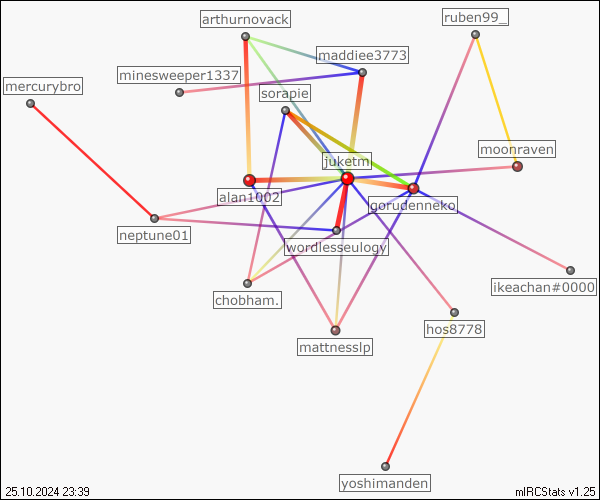 arthurnovack
ruben99_
maddiee3773
minesweeper1337
mercurybro
sorapie
moonraven
juketm
alan1002
gorudenneko
neptune01
wordlesseulogy
ikeachan#0000
chobham.
hos8778
mattnesslp
yoshimanden
25.10.2024 23:39
mIRCStats v1.25